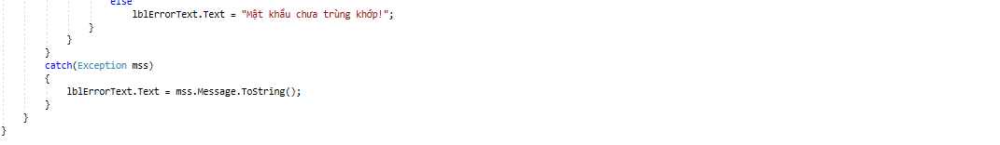 else
lblErrorText.Text = "Mật khẩu chưa trùng khớp!";
}
}
}
catch(Exception mss)
{
lblErrorText.Text = mss.Message.ToString();
}
}
}